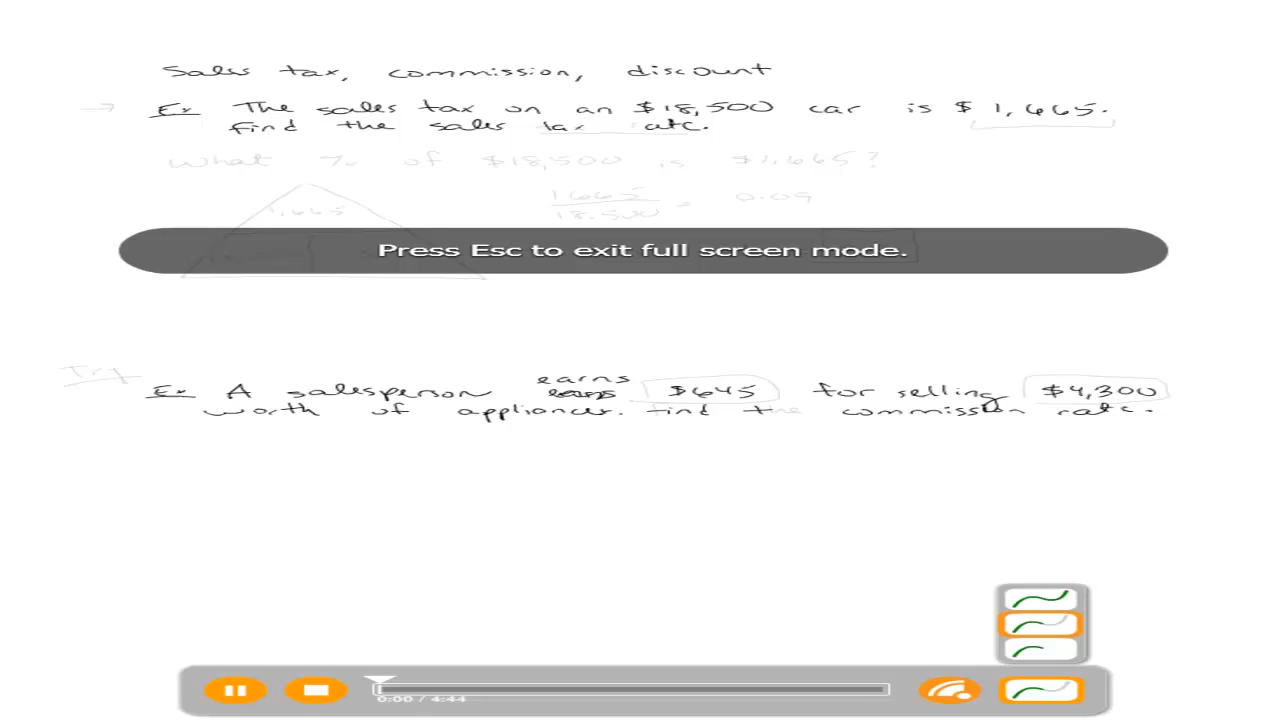 Sales tax, commission, discount
Ex The sales tax on an $18,500 car is $1,665.
Find the sales tax rate.
What % of $18,500 is $1,665?
1,665
1665
18,500
= 0.09
Press Esc to exit full screen mode.
Try
earns
Ex A salesperson earns $645 for selling $4,300
worth of appliances. Find the commission rate.
0:00 / 4:44